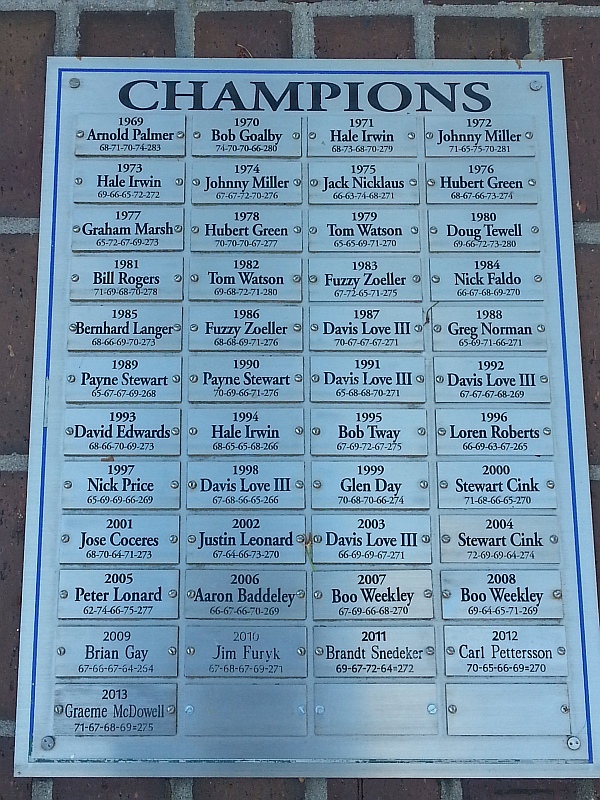 CHAMPIONS
1969
Arnold Palmer
68-71-70-74-283
1970
Bob Goalby
74-70-70-66-280
1971
Hale Irwin
68-73-68-70-279
1972
Johnny Miller
71-65-75-70-281
1973
Hale Irwin
69-66-65-72-272
1974
Johnny Miller
67-67-72-70-276
1975
Jack Nicklaus
66-63-74-68-271
1976
Hubert Green
68-67-66-73-274
1977
Graham Marsh
65-72-67-69-273
1978
Hubert Green
70-70-70-67-277
1979
Tom Watson
65-65-69-71-270
1980
Doug Tewell
69-66-72-73-280
1981
Bill Rogers
71-69-68-70-278
1982
Tom Watson
69-68-72-71-280
1983
Fuzzy Zoeller
67-72-65-71-275
1984
Nick Faldo
66-67-68-69-270
1985
Bernhard Langer
68-66-69-70-273
1986
Fuzzy Zoeller
68-68-69-71-276
1987
Davis Love III
70-67-67-67-271
1988
Greg Norman
65-69-71-66-271
1989
Payne Stewart
65-67-67-69-268
1990
Payne Stewart
70-69-66-71-276
1991
Davis Love III
65-68-68-70-271
1992
Davis Love III
67-67-67-68-269
1993
David Edwards
68-66-70-69-273
1994
Hale Irwin
68-65-65-68-266
1995
Bob Tway
67-69-72-67-275
1996
Loren Roberts
66-69-63-67-265
1997
Nick Price
65-69-69-66-269
1998
Davis Love III
67-68-66-65-266
1999
Glen Day
70-68-70-66-274
2000
Stewart Cink
71-68-66-65-270
2001
Jose Coceres
68-70-64-71-273
2002
Justin Leonard
67-64-66-73-270
2003
Davis Love III
66-69-69-67-271
2004
Stewart Cink
72-69-69-64-274
2005
Peter Lonard
62-74-66-75-277
2006
Aaron Baddeley
66-67-66-70-269
2007
Boo Weekley
67-69-66-68-270
2008
Boo Weekley
69-64-65-71-269
2009
Brian Gay
67-66-67-64-264
2010
Jim Furyk
67-68-67-69-271
2011
Brandt Snedeker
69-67-72-64=272
2012
Carl Pettersson
70-65-66-69=270
2013
Graeme McDowell
71-67-68-69=275